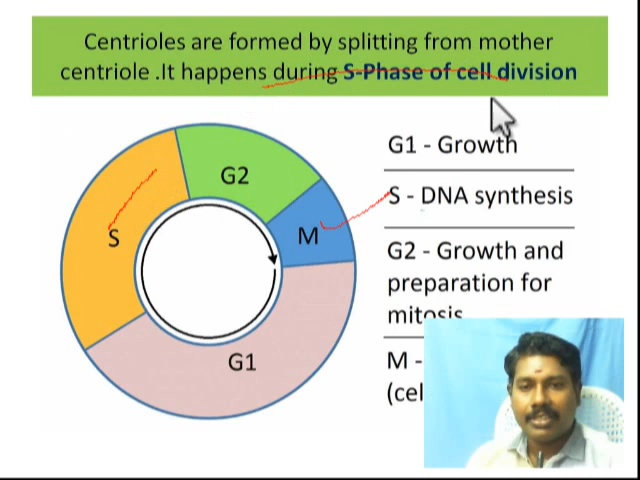 Centrioles are formed by splitting from mother
centriole .It happens during S-Phase of cell division
G2
S
M
G1
G1 - Growth
S - DNA synthesis
G2 - Growth and
preparation for
mitosis
M -
(cel